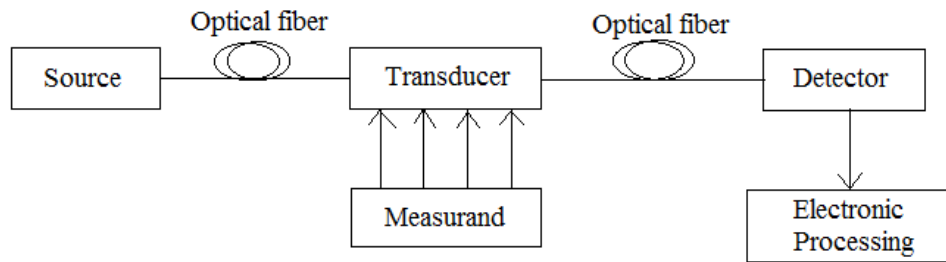 Optical fiber
Optical fiber
Source
Transducer
Detector
Measurand
Electronic
Processing